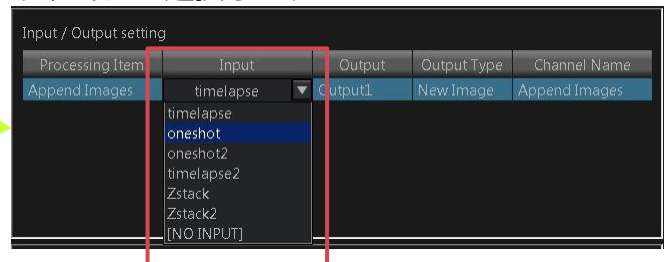 Input / Output setting
Processing Item Input Output Output Type Channel Name
Append Images timelapse Output1 New Image Append Images
timelapse
oneshot
oneshot2
timelapse2
Zstack
Zstack2
[NO INPUT]